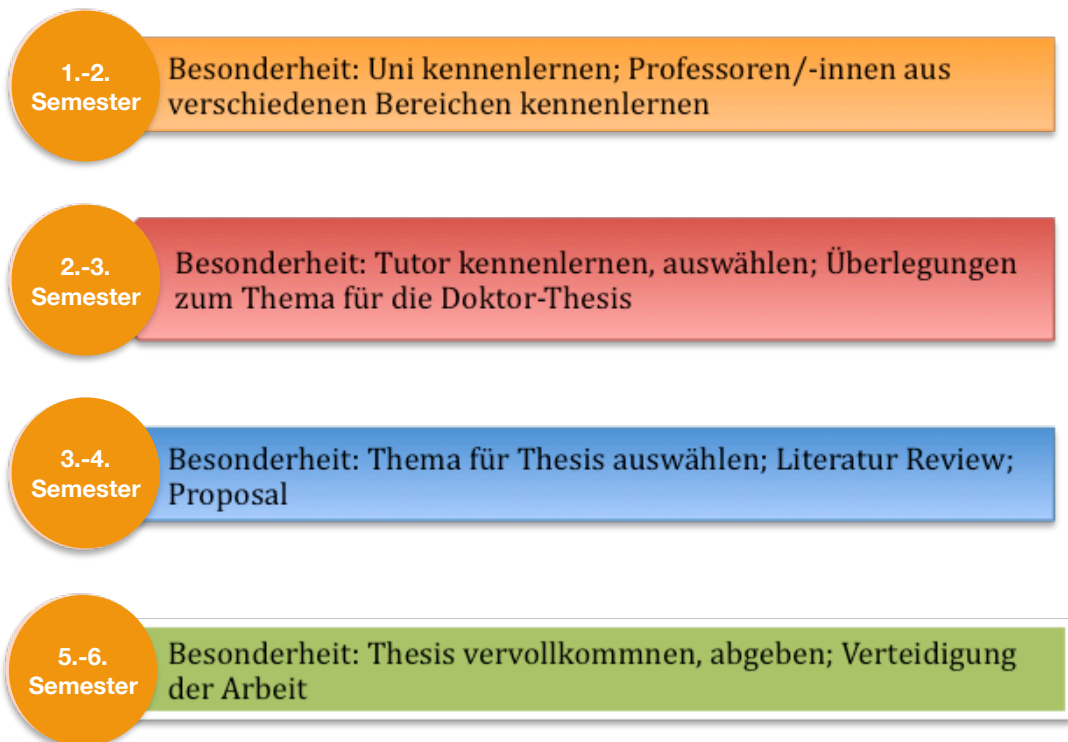 1.-2.
Semester
Besonderheit: Uni kennenlernen; Professoren/-innen aus
verschiedenen Bereichen kennenlernen
2.-3.
Semester
Besonderheit: Tutor kennenlernen, auswählen; Überlegungen
zum Thema für die Doktor-Thesis
3.-4.
Semester
Besonderheit: Thema für Thesis auswählen; Literatur Review;
Proposal
5.-6.
Semester
Besonderheit: Thesis vervollkommnen, abgeben; Verteidigung
der Arbeit